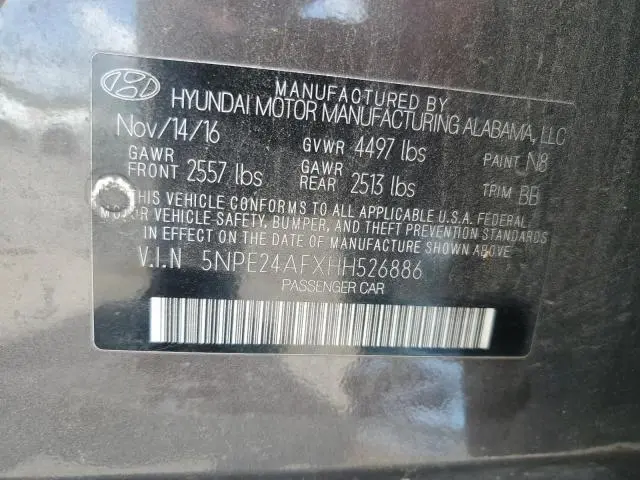 MANUFACTURED BY
HYUNDAI MOTOR MANUFACTURING ALABAMA, LLC
Nov/14/16 GVWR 4497 lbs PAINT N8
GAWR FRONT 2557 lbs GAWR REAR 2513 lbs TRIM BB
THIS VEHICLE CONFORMS TO ALL APPLICABLE U.S.A. FEDERAL
MOTOR VEHICLE SAFETY, BUMPER, AND THEFT PREVENTION STANDARDS
IN EFFECT ON THE DATE OF MANUFACTURE SHOWN ABOVE.
V.I.N 5NPE24AFXHH526886
PASSENGER CAR